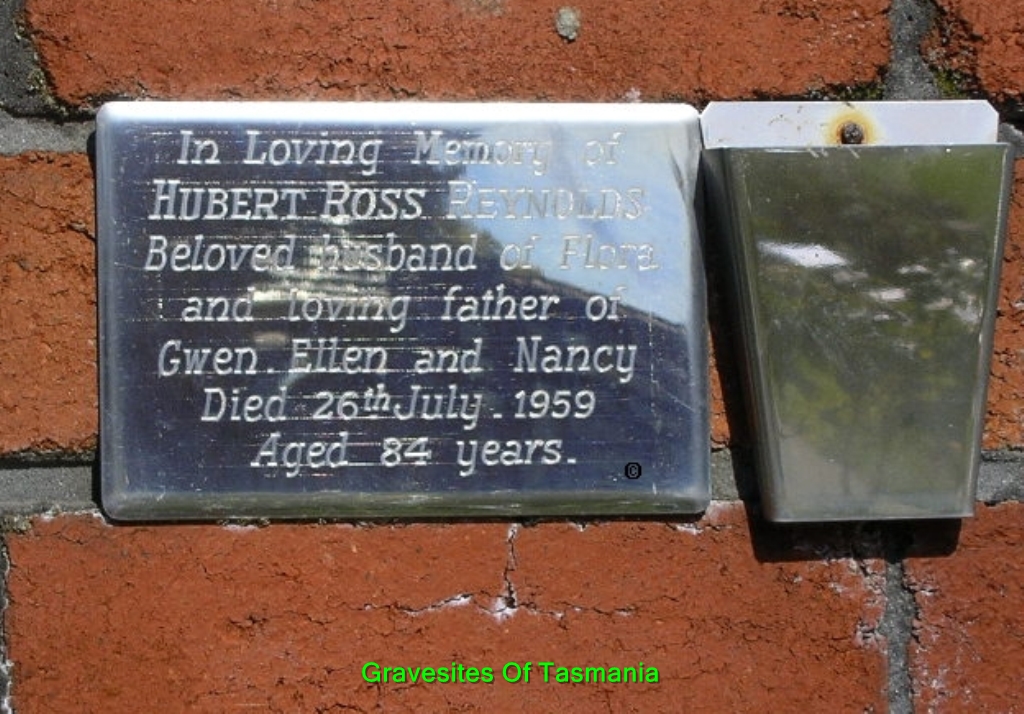 In Loving Memory of
HUBERT ROSS REYNOLDS
Beloved husband of Flora
and loving father of
Gwen. Ellen and Nancy
Died 26th July. 1959
Aged 84 years.
©
Gravesites Of Tasmania